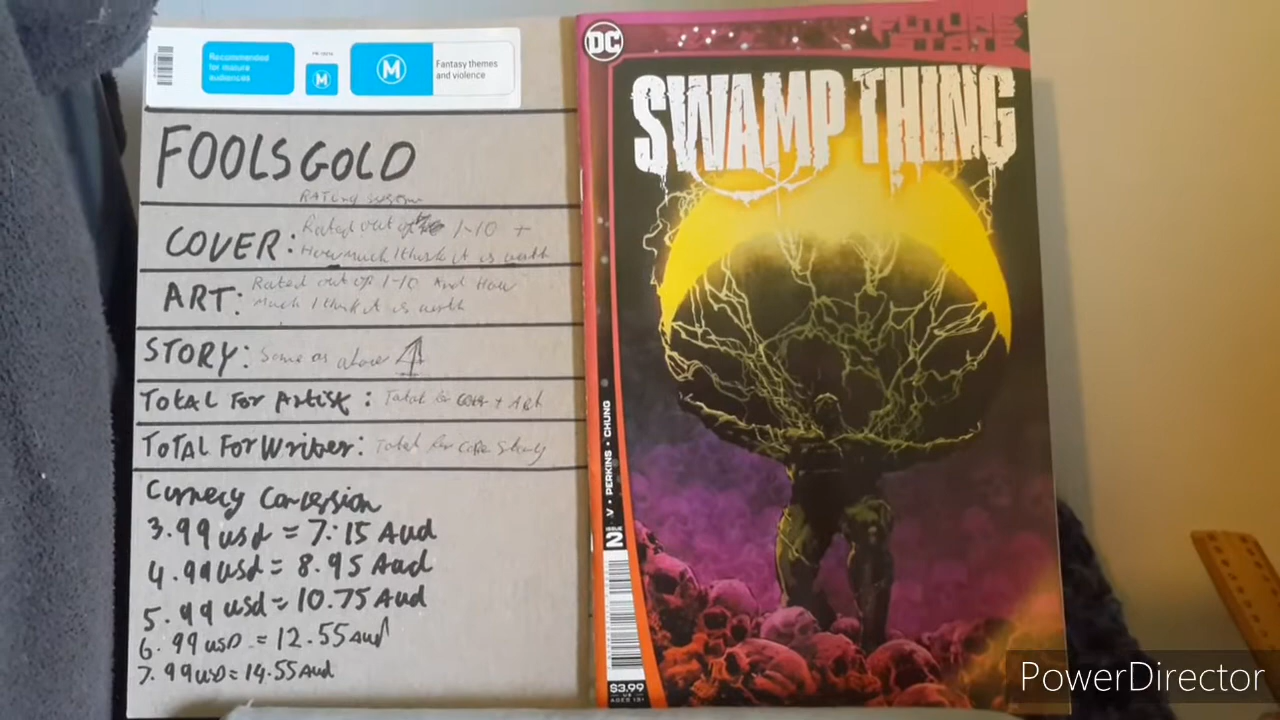 Recommended
for mature
audiences
M
M
Fantasy themes
and violence
FOOLSGOLD
RATING SYSTEM
COVER: Rated out of 1-10 +
How much I think it is worth
ART: Rated out of 1-10 And How
Much I think it is worth
STORY: Same as above
Total For Artist: Total for cover + Art
Total For Writer: Total for Story
Currency Conversion
3.99 usd = 7:15 Aud
4.99 usd = 8.95 Aud
5.99 usd = 10.75 Aud
6.99 USD = 12.55 Aud
7.99 USD = 14.55 Aud
DC
FUTURE
STATE
SWAMP THING
V • PERKINS • CHUNG
ISSUE
2
$3.99
US
AGES 13+
PowerDirector